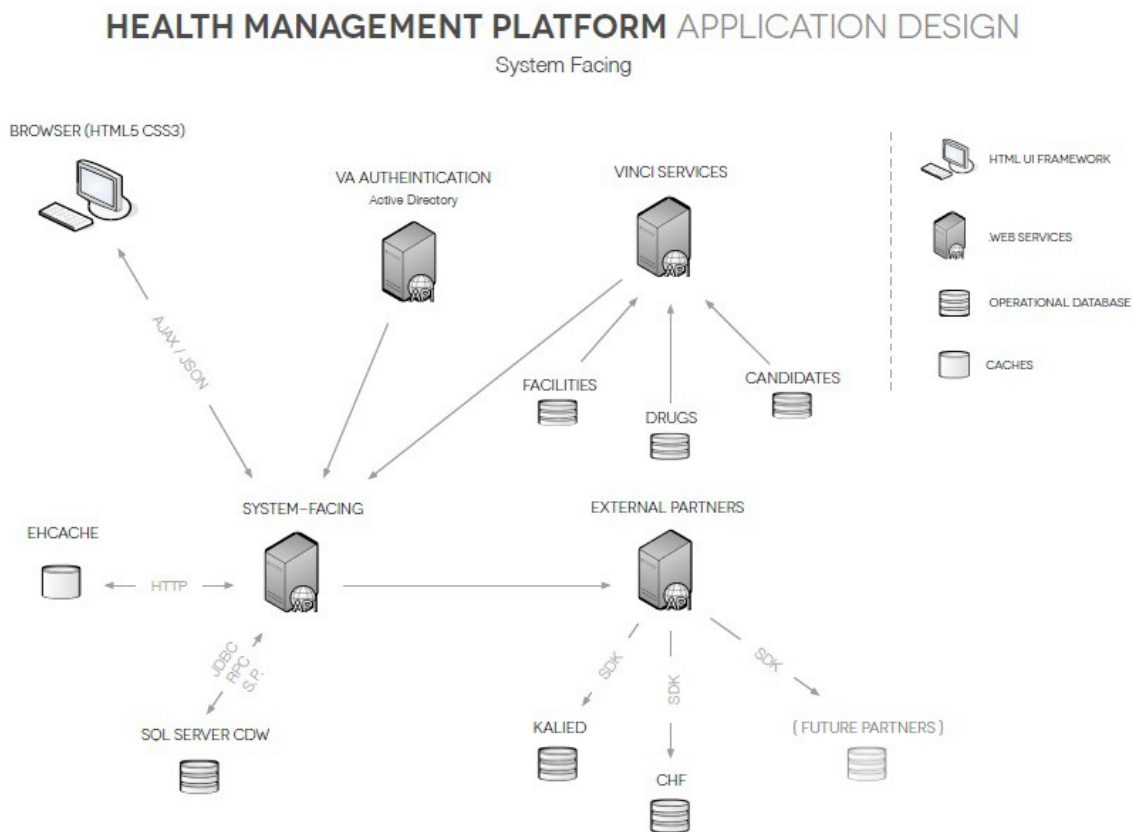 HEALTH MANAGEMENT PLATFORM APPLICATION DESIGN
System Facing
BROWSER (HTML5 CSS3)
VA AUTHEINTICATION
Active Directory
VINCI SERVICES
API
API
HTML UI FRAMEWORK
API
.WEB SERVICES
OPERATIONAL DATABASE
CACHES
AJAX / JSON
FACILITIES
DRUGS
CANDIDATES
SYSTEM-FACING
EXTERNAL PARTNERS
EHCACHE
HTTP
API
API
JDBC
RPC
S.P.
SDK
SDK
SDK
SQL SERVER CDW
KALIED
CHF
( FUTURE PARTNERS )